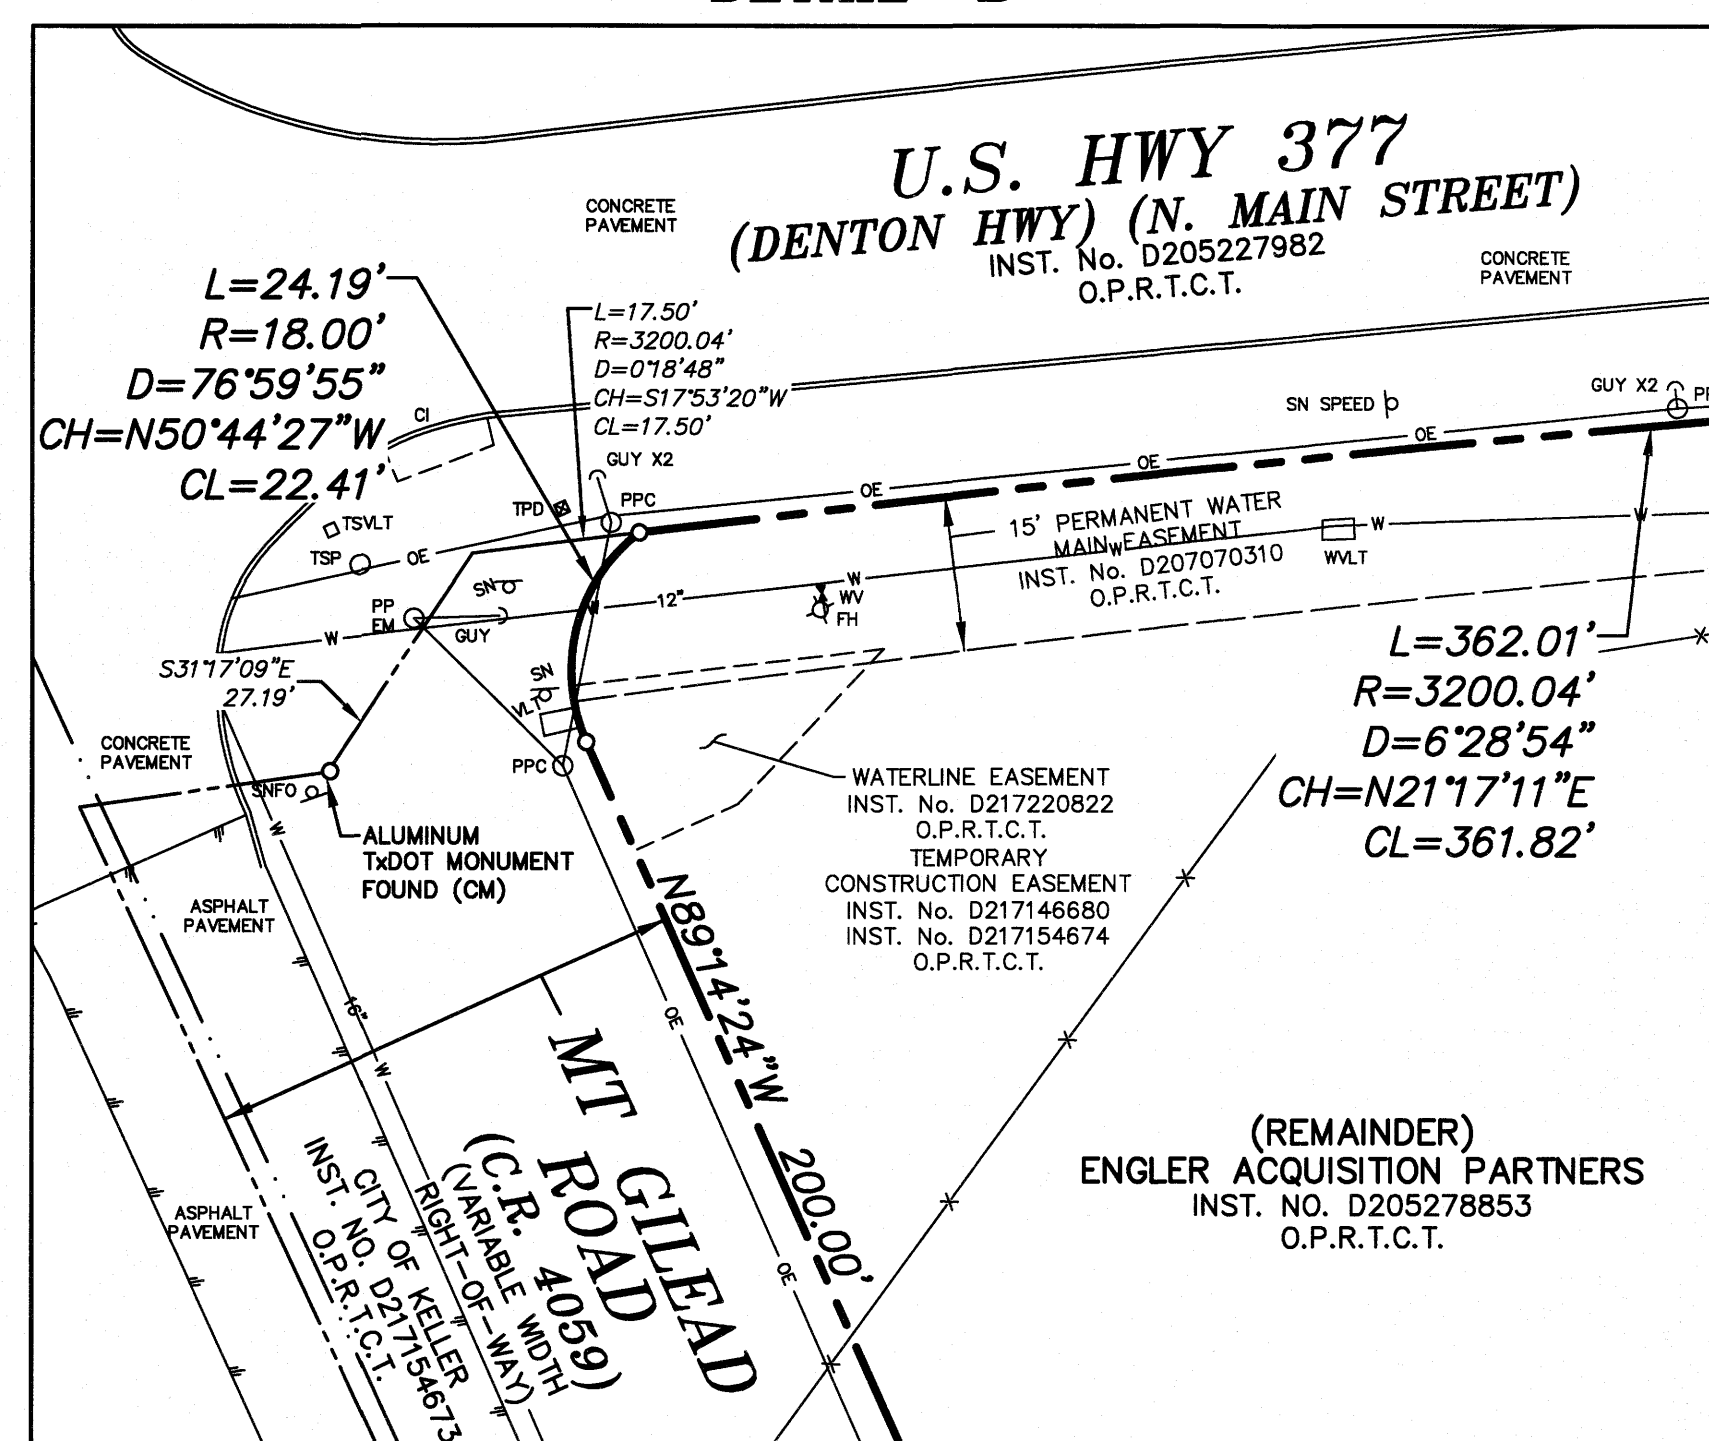 U.S. HWY 377
(DENTON HWY) (N. MAIN STREET)
INST. No. D205227982
O.P.R.T.C.T.
CONCRETE
PAVEMENT
CONCRETE
PAVEMENT
L=24.19'
R=18.00'
D=76°59'55"
CH=N50°44'27"W
CL=22.41'
L=17.50'
R=3200.04'
D=0°18'48"
CH=S17°53'20"W
CL=17.50'
CI
GUY X2
PPC
TPD
TSVLT
TSP
OE
OE
OE
OE
SN SPEED
GUY X2
15' PERMANENT WATER
MAIN EASEMENT
INST. No. D207070310
O.P.R.T.C.T.
W
W
W
W
W
W
WVLT
SN
12"
WV
FH
PP
EM
GUY
W
SN
VLT
PPC
S31°17'09"E
27.19'
L=362.01'
R=3200.04'
D=6°28'54"
CH=N21°17'11"E
CL=361.82'
CONCRETE
PAVEMENT
SNFO
W
ALUMINUM
TxDOT MONUMENT
FOUND (CM)
WATERLINE EASEMENT
INST. No. D217220822
O.P.R.T.C.T.
TEMPORARY
CONSTRUCTION EASEMENT
INST. No. D217146680
INST. No. D217154674
O.P.R.T.C.T.
ASPHALT
PAVEMENT
N89°14'24"W
200.00'
16"
W
OE
OE
MT GILEAD
ROAD
(C.R. 4059)
(VARIABLE WIDTH
RIGHT-OF-WAY)
CITY OF KELLER
INST. NO. D217154673
O.P.R.T.C.T.
ASPHALT
PAVEMENT
(REMAINDER)
ENGLER ACQUISITION PARTNERS
INST. NO. D205278853
O.P.R.T.C.T.